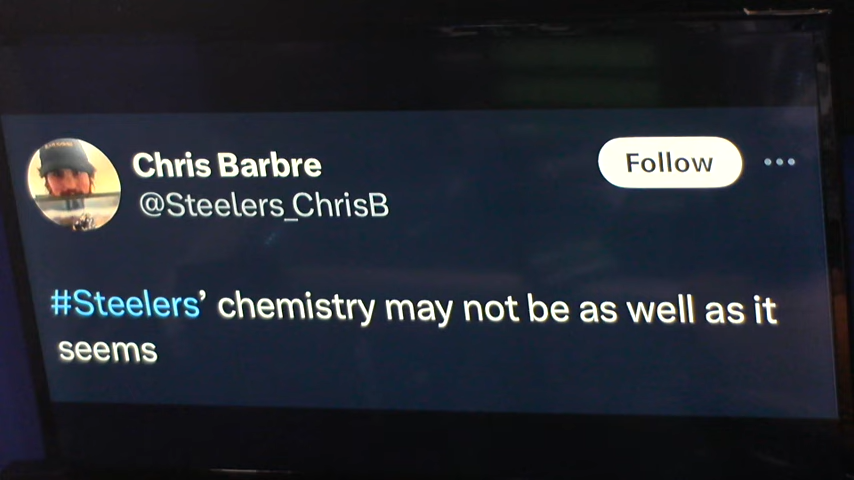 Chris Barbre
Follow
@Steelers_ChrisB
#Steelers' chemistry may not be as well as it
seems